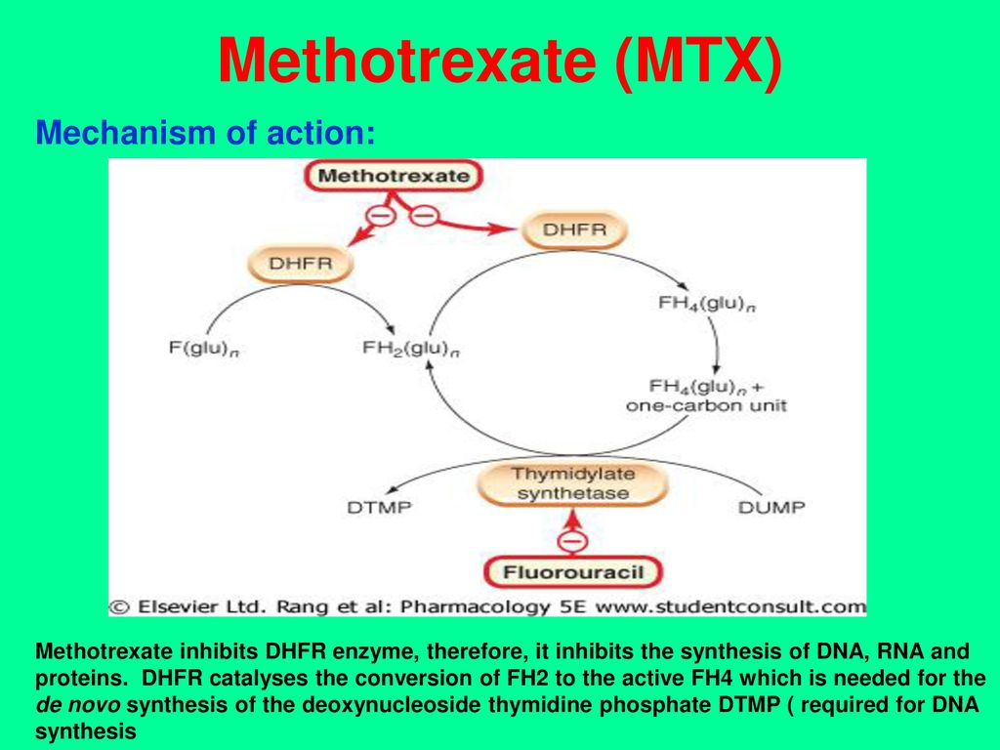 Methotrexate (MTX)
Mechanism of action:
Methotrexate
DHFR
DHFR
FH₄(glu)ₙ
F(glu)ₙ
FH₂(glu)ₙ
FH₄(glu)ₙ +
one-carbon unit
Thymidylate
synthetase
DTMP
DUMP
Fluorouracil
© Elsevier Ltd. Rang et al: Pharmacology 5E www.studentconsult.com
Methotrexate inhibits DHFR enzyme, therefore, it inhibits the synthesis of DNA, RNA and
proteins.  DHFR catalyses the conversion of FH2 to the active FH4 which is needed for the
de novo synthesis of the deoxynucleoside thymidine phosphate DTMP ( required for DNA
synthesis